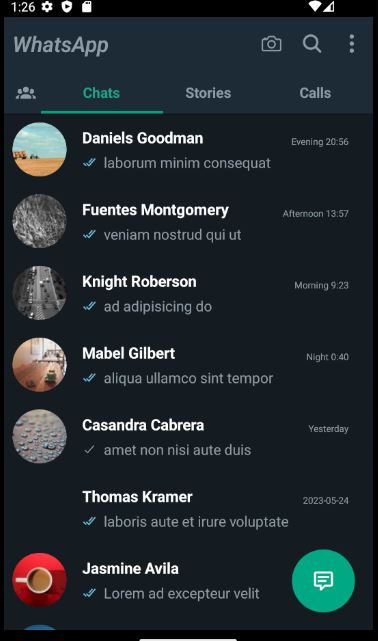 1:26
WhatsApp
Chats Stories Calls
Daniels Goodman Evening 20:56
laborum minim consequat
Fuentes Montgomery Afternoon 13:57
veniam nostrud qui ut
Knight Roberson Morning 9:23
ad adipisicing do
Mabel Gilbert Night 0:40
aliqua ullamco sint tempor
Casandra Cabrera Yesterday
amet non nisi aute duis
Thomas Kramer 2023-05-24
laboris aute et irure voluptate
Jasmine Avila
Lorem ad excepteur velit